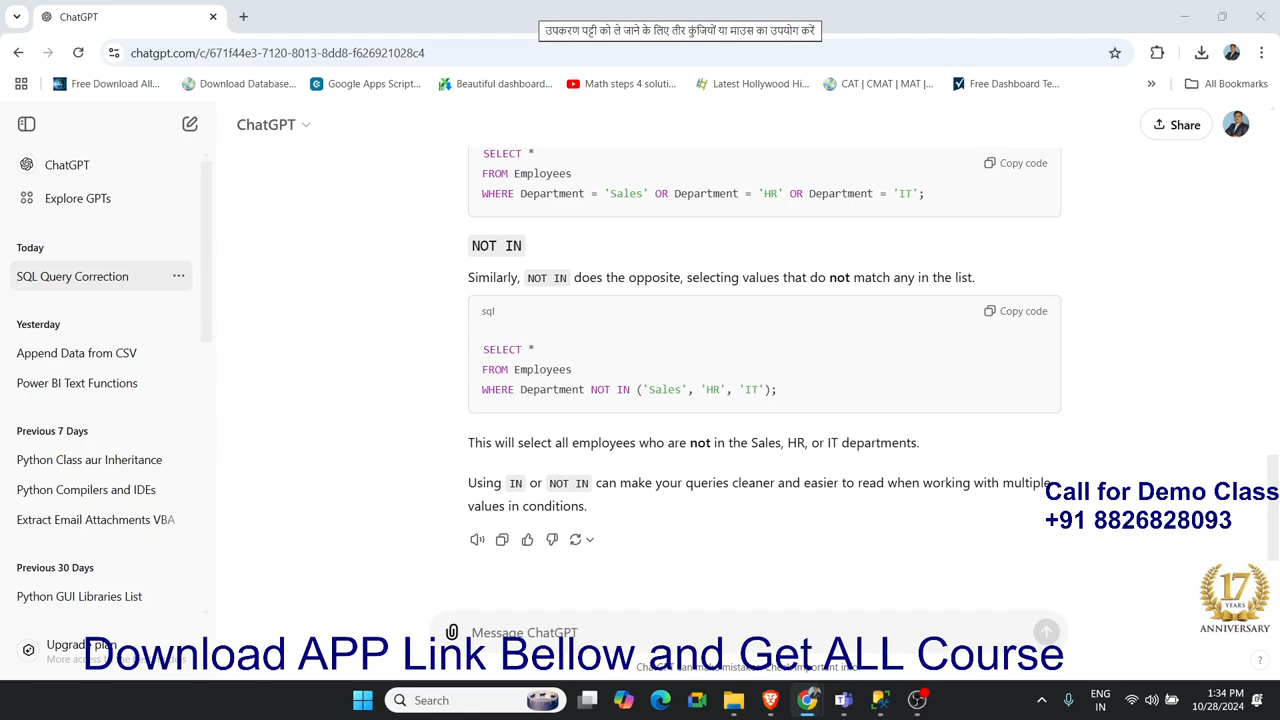 ChatGPT
उपकरण पट्टी को ले जाने के लिए तीर कुंजियों या माउस का उपयोग करें
chatgpt.com/c/671f44e3-7120-8013-8dd8-f626921028c4
Free Download All...
Download Database...
Google Apps Script...
Beautiful dashboard...
Math steps 4 soluti...
Latest Hollywood Hi...
CAT | CMAT | MAT |...
Free Dashboard Te...
All Bookmarks
ChatGPT
Share
ChatGPT
Explore GPTs
Today
SQL Query Correction
Yesterday
Append Data from CSV
Power BI Text Functions
Previous 7 Days
Python Class aur Inheritance
Python Compilers and IDEs
Extract Email Attachments VBA
Previous 30 Days
Python GUI Libraries List
Upgrade plan
SELECT *
Copy code
FROM Employees
WHERE Department = 'Sales' OR Department = 'HR' OR Department = 'IT';
NOT IN
Similarly, NOT IN does the opposite, selecting values that do not match any in the list.
sql
Copy code
SELECT *
FROM Employees
WHERE Department NOT IN ('Sales', 'HR', 'IT');
This will select all employees who are not in the Sales, HR, or IT departments.
Using IN or NOT IN can make your queries cleaner and easier to read when working with multiple
values in conditions.
Call for Demo Class
+91 8826828093
17
YEARS
ANNIVERSARY
Message ChatGPT
Download APP Link Bellow and Get ALL Course
ChatGPT can make mistakes. Check important info.
?
Search
ENG
IN
1:34 PM
10/28/2024